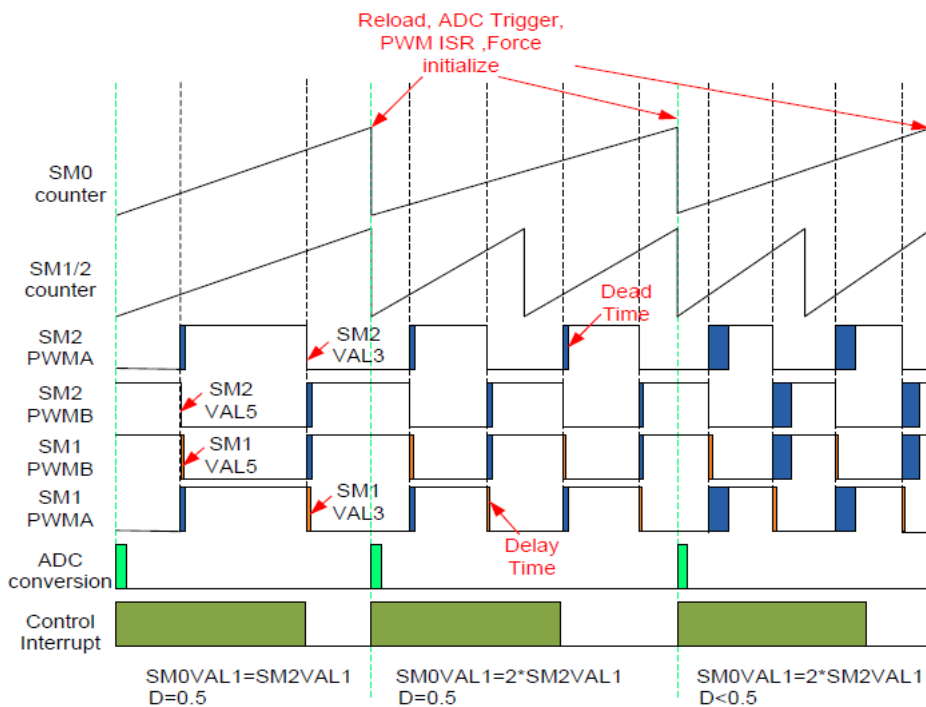 Reload, ADC Trigger,
PWM ISR ,Force
initialize
SM0
counter
SM1/2
counter
Dead
Time
SM2
PWMA
SM2
VAL3
SM2
PWMB
SM2
VAL5
SM1
PWMB
SM1
VAL5
SM1
PWMA
SM1
VAL3
Delay
Time
ADC
conversion
Control
Interrupt
SM0VAL1=SM2VAL1
D=0.5
SM0VAL1=2*SM2VAL1
D=0.5
SM0VAL1=2*SM2VAL1
D<0.5